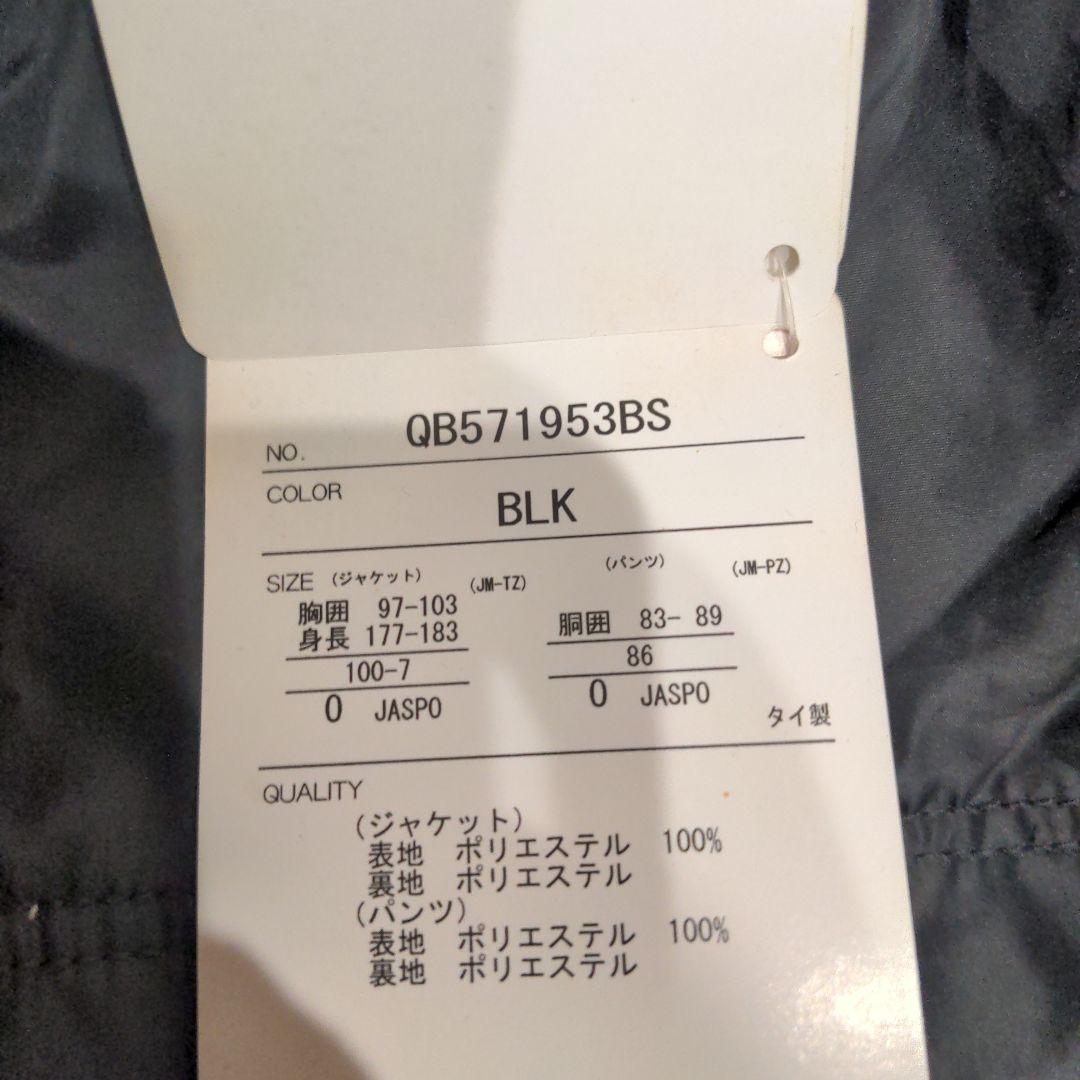 NO. QB571953BS
COLOR BLK
SIZE (ジャケット) (JM-TZ) (パンツ) (JM-PZ)
胸囲 97-103 胴囲 83- 89
身長 177-183
100-7 86
O JASPO O JASPO
タイ製
QUALITY
(ジャケット)
表地 ポリエステル 100%
裏地 ポリエステル
(パンツ)
表地 ポリエステル 100%
裏地 ポリエステル